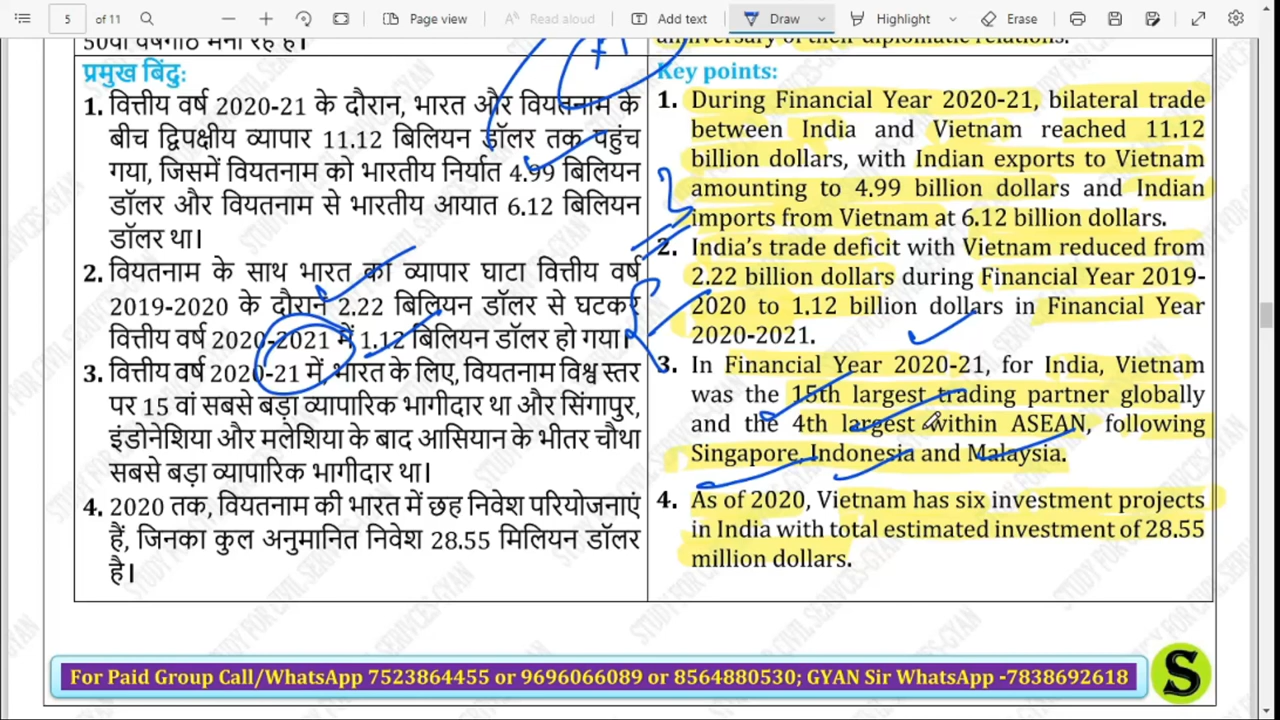 5 of 11
Page view
Read aloud
Add text
Draw
Highlight
Erase
50वीं वर्षगांठ मना रहे हैं।
anniversary of their diplomatic relations.
प्रमुख बिंदु:
1. वित्तीय वर्ष 2020-21 के दौरान, भारत और वियतनाम के
बीच द्विपक्षीय व्यापार 11.12 बिलियन डॉलर तक पहुंच
गया, जिसमें वियतनाम को भारतीय निर्यात 4.99 बिलियन
डॉलर और वियतनाम से भारतीय आयात 6.12 बिलियन
डॉलर था।
2. वियतनाम के साथ भारत का व्यापार घाटा वित्तीय वर्ष
2019-2020 के दौरान 2.22 बिलियन डॉलर से घटकर
वित्तीय वर्ष 2020-2021 में 1.12 बिलियन डॉलर हो गया।
3. वित्तीय वर्ष 2020-21 में, भारत के लिए, वियतनाम विश्व स्तर
पर 15 वां सबसे बड़ा व्यापारिक भागीदार था और सिंगापुर,
इंडोनेशिया और मलेशिया के बाद आसियान के भीतर चौथा
सबसे बड़ा व्यापारिक भागीदार था।
4. 2020 तक, वियतनाम की भारत में छह निवेश परियोजनाएं
हैं, जिनका कुल अनुमानित निवेश 28.55 मिलियन डॉलर
है।
Key points:
1. During Financial Year 2020-21, bilateral trade
between India and Vietnam reached 11.12
billion dollars, with Indian exports to Vietnam
amounting to 4.99 billion dollars and Indian
imports from Vietnam at 6.12 billion dollars.
2. India's trade deficit with Vietnam reduced from
2.22 billion dollars during Financial Year 2019-
2020 to 1.12 billion dollars in Financial Year
2020-2021.
3. In Financial Year 2020-21, for India, Vietnam
was the 15th largest trading partner globally
and the 4th largest within ASEAN, following
Singapore, Indonesia and Malaysia.
4. As of 2020, Vietnam has six investment projects
in India with total estimated investment of 28.55
million dollars.
For Paid Group Call/WhatsApp 7523864455 or 9696066089 or 8564880530; GYAN Sir WhatsApp -7838692618
S